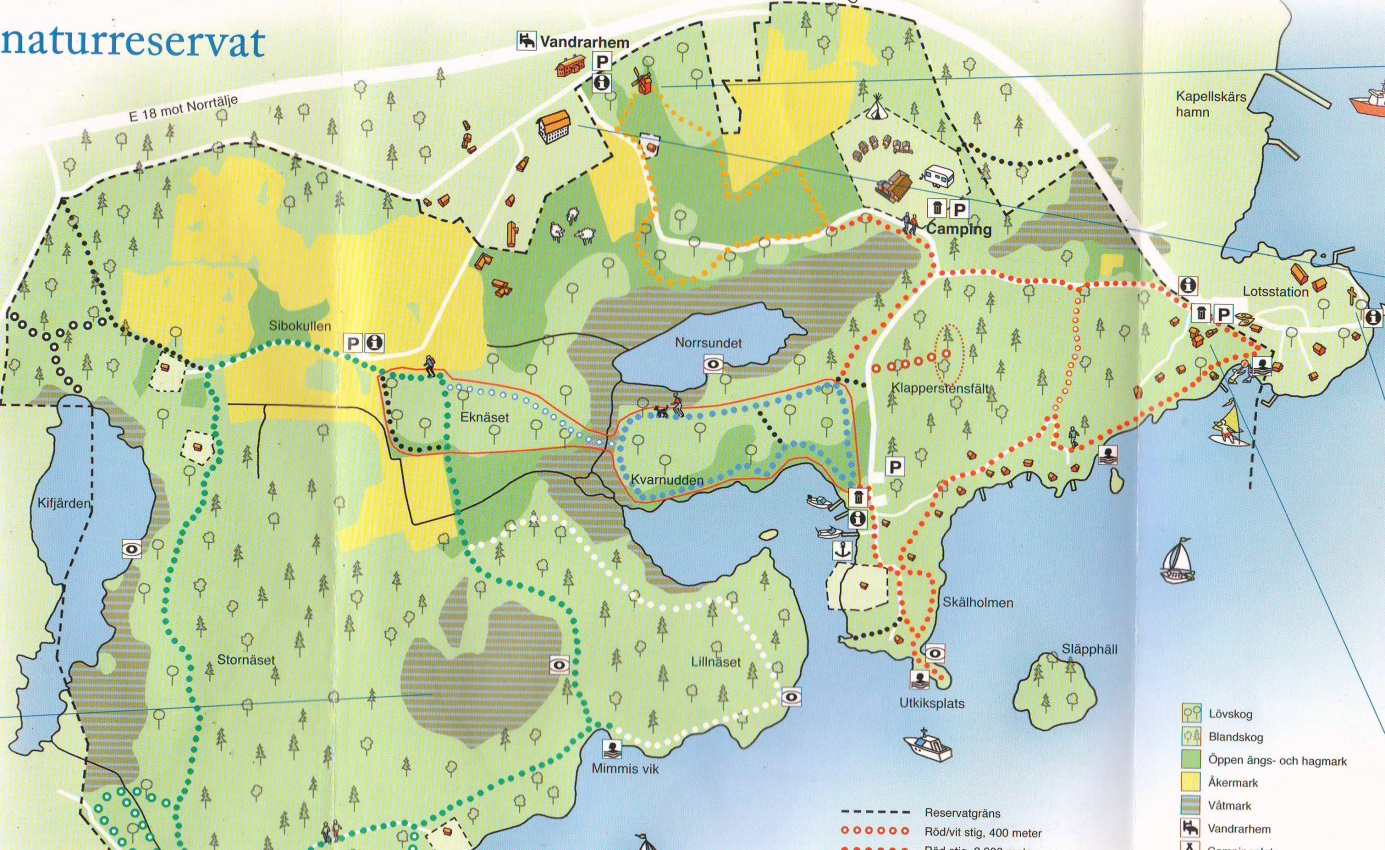 naturreservat
Vandrarhem
P
i
E 18 mot Norrtälje
Kapellskärs
hamn
P
Camping
i
Lotsstation
P
i
Sibokullen
P i
Norrsundet
Klapperstensfält
Eknäset
Kvarnudden
P
i
Kifjärden
Skälholmen
Stornäset
Lillnäset
Släpphäll
Utkiksplats
Mimmis vik
Lövskog
Blandskog
Öppen ängs- och hagmark
Åkermark
Våtmark
Vandrarhem
Reservatgräns
Röd/vit stig, 400 meter